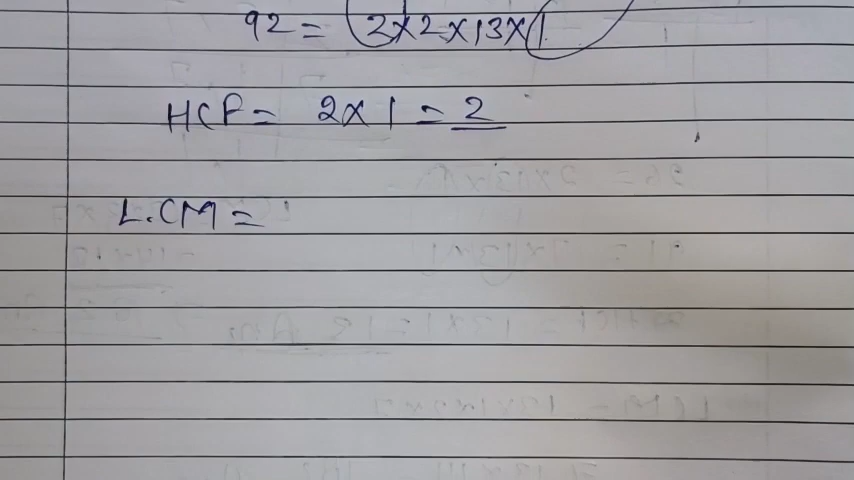 92 = 2×2×13×1
HCF = 2×1 = 2
L.CM =